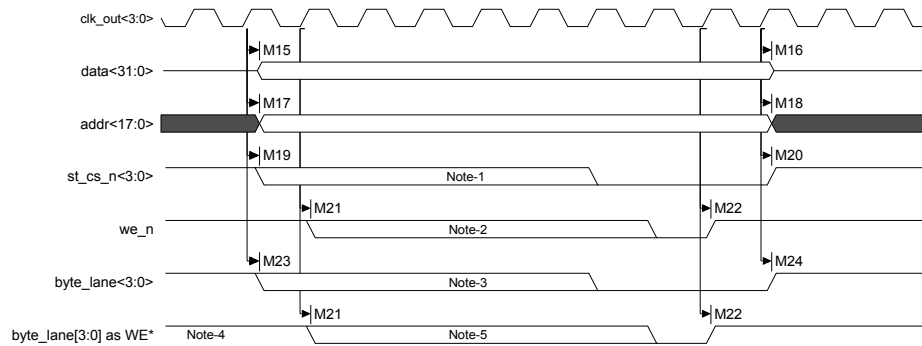 clk_out<3:0>
M15 M16
data<31:0>
M17 M18
addr<17:0>
M19 M20
st_cs_n<3:0> Note-1
M21 M22
we_n Note-2
M23 M24
byte_lane<3:0> Note-3
M21 M22
byte_lane[3:0] as WE* Note-4 Note-5